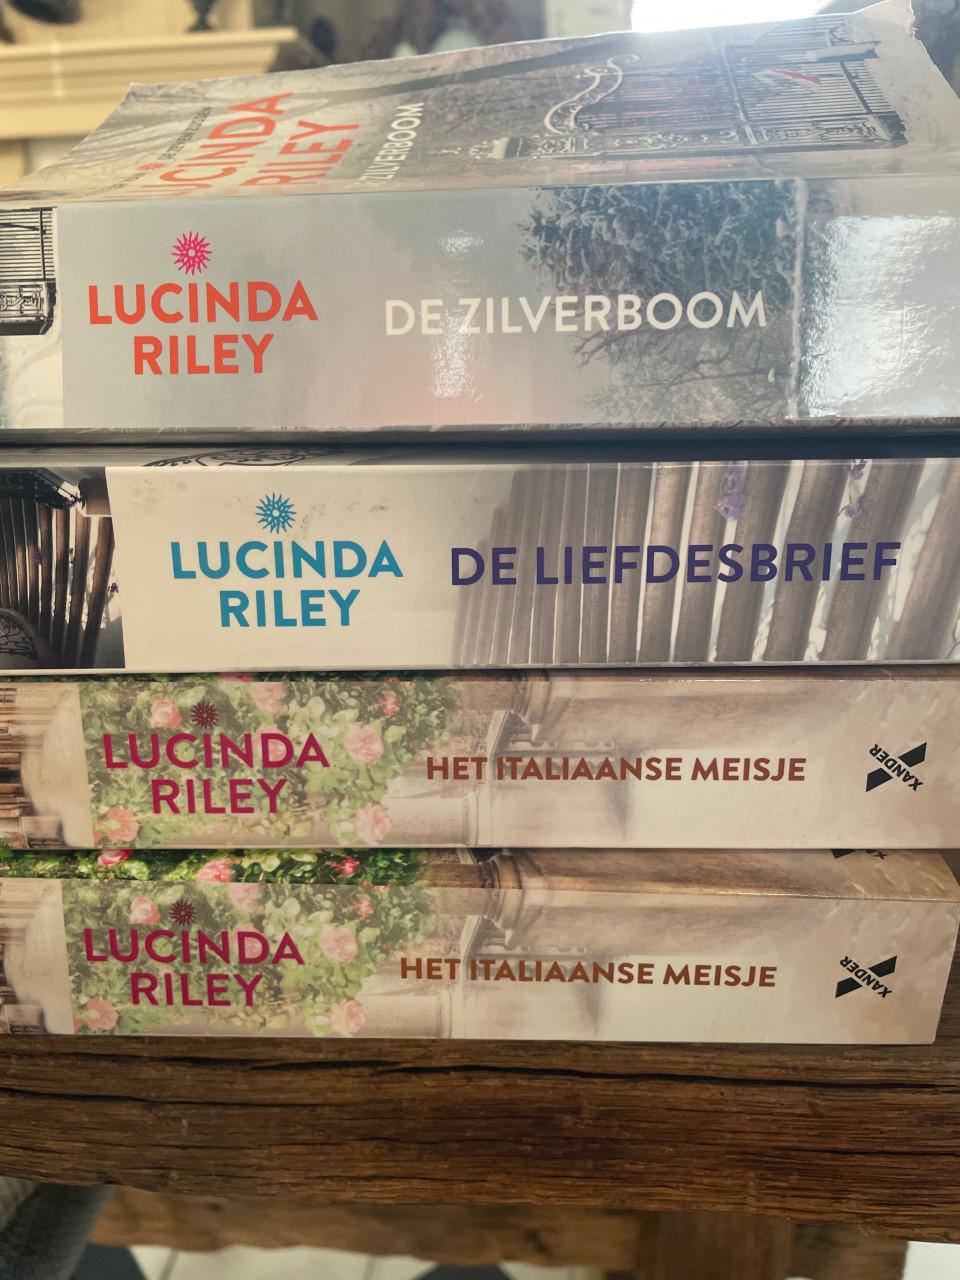 LUCINDA
RILEY
ZILVERBOOM
LUCINDA
RILEY
DE ZILVERBOOM
LUCINDA
RILEY
DE LIEFDESBRIEF
LUCINDA
RILEY
HET ITALIAANSE MEISJE
XANDER
LUCINDA
RILEY
HET ITALIAANSE MEISJE
XANDER